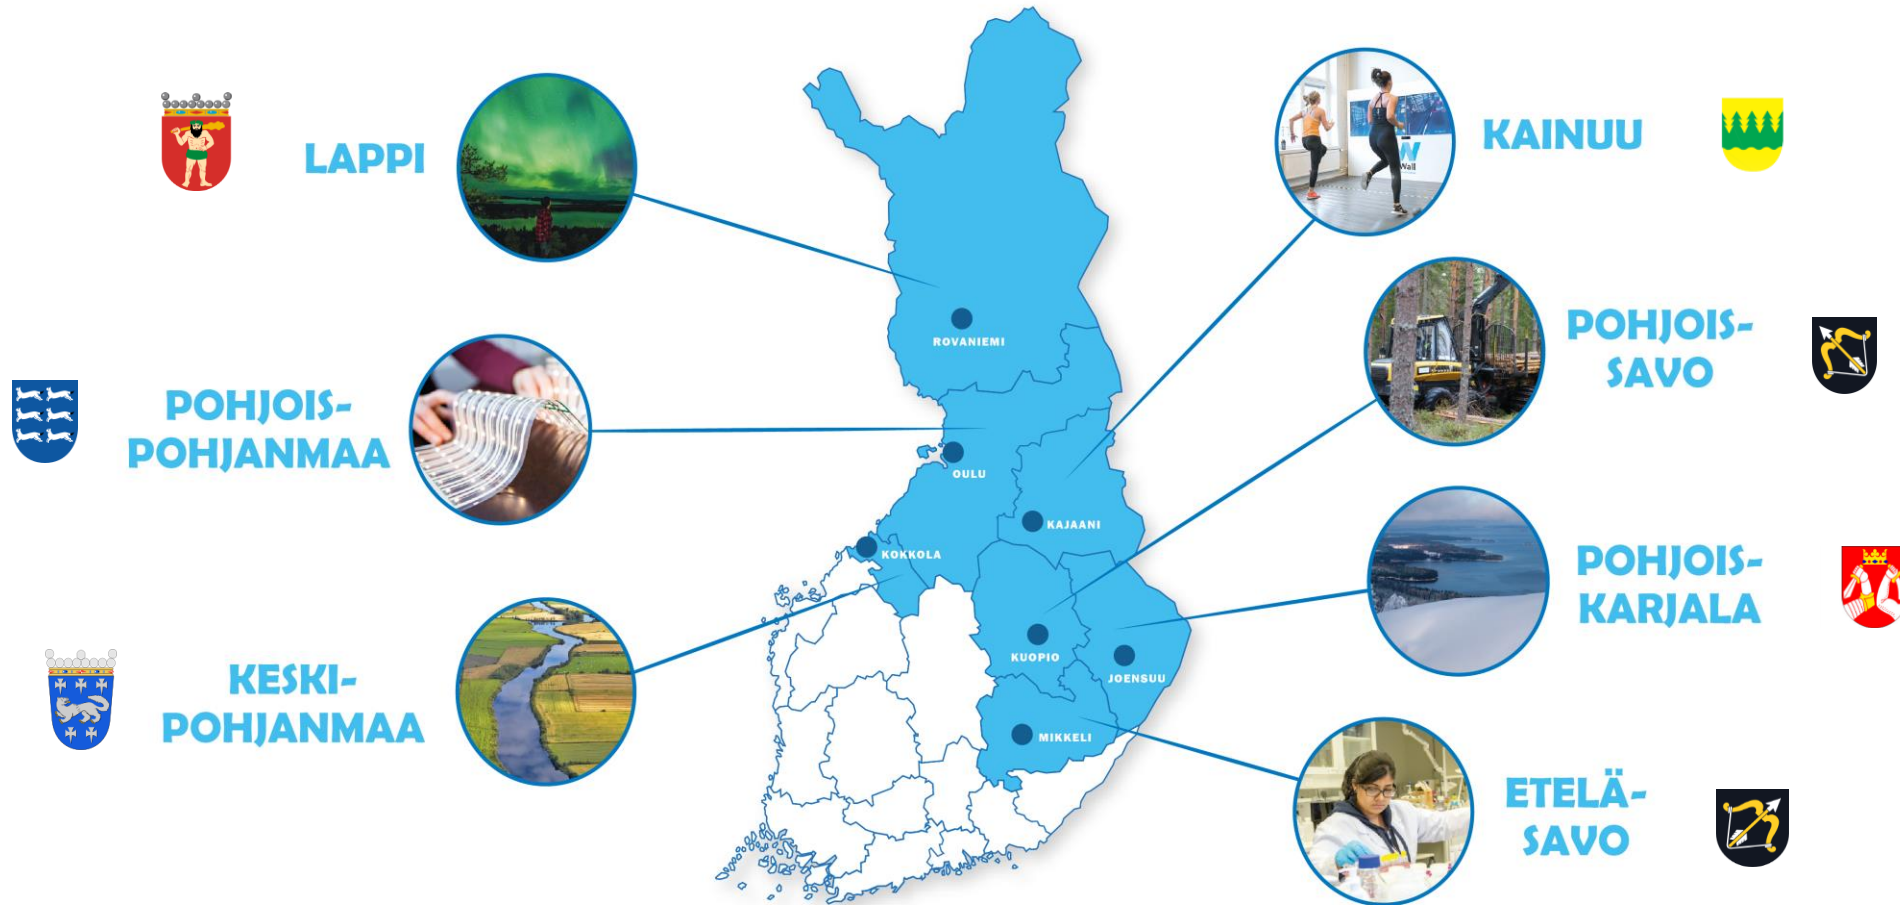 LAPPI
KAINUU
POHJOIS-
SAVO
ROVANIEMI
POHJOIS-
POHJANMAA
OULU
KAJAANI
KOKKOLA
POHJOIS-
KARJALA
KUOPIO
JOENSUU
KESKI-
POHJANMAA
MIKKELI
ETELÄ-
SAVO
W
Wall